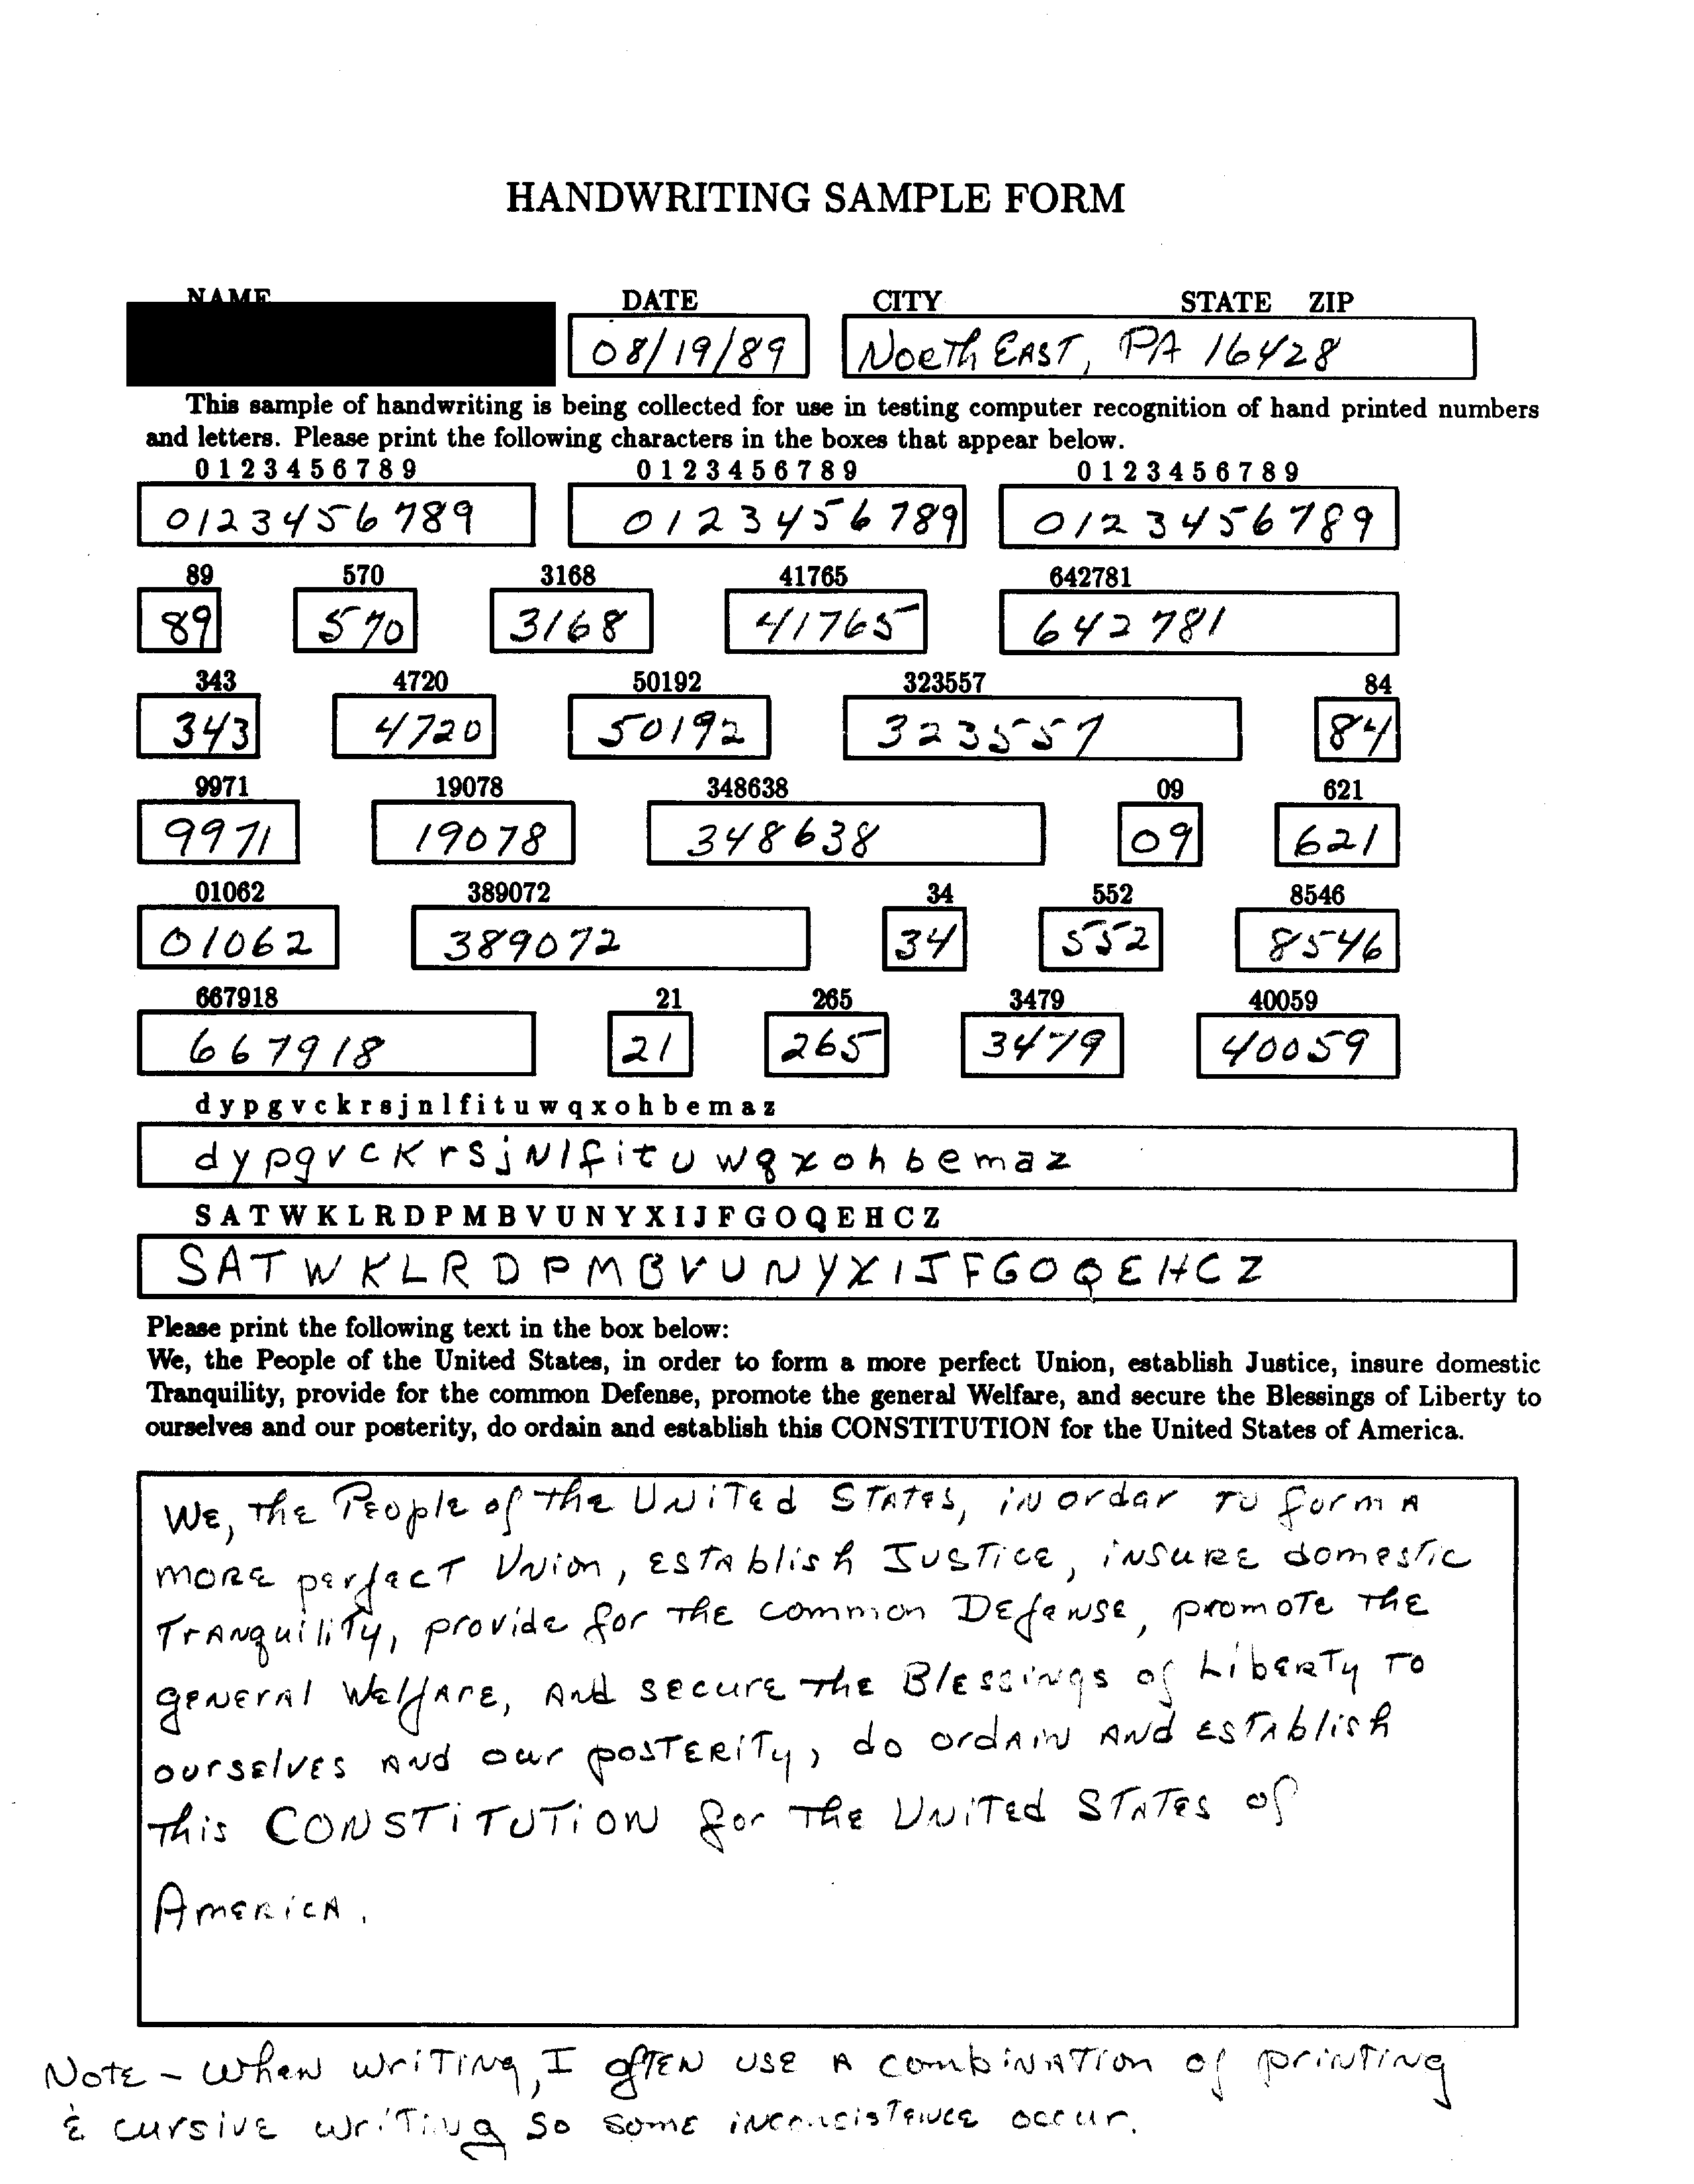 HANDWRITING SAMPLE FORM
NAME DATE CITY STATE ZIP
08/19/89 North EAST, PA 16428
This sample of handwriting is being collected for use in testing computer recognition of hand printed numbers
and letters. Please print the following characters in the boxes that appear below.
0 1 2 3 4 5 6 7 8 9 0 1 2 3 4 5 6 7 8 9 0 1 2 3 4 5 6 7 8 9
0123456789 0123456789 0123456789
89 570 3168 41765 642781
89 570 3168 41765 642781
343 4720 50192 323557 84
343 4720 50192 323557 84
9971 19078 348638 09 621
9971 19078 348638 09 621
01062 389072 34 552 8546
01062 389072 34 552 8546
667918 21 265 3479 40059
667918 21 265 3479 40059
d y p g v c k r s j n l f i t u w q x o h b e m a z
d y p g v c K r s j N l f i t u w q x o h b e m a z
S A T W K L R D P M B V U N Y X I J F G O Q E H C Z
S A T W K L R D P M B V U N Y X I J F G O Q E H C Z
Please print the following text in the box below:
We, the People of the United States, in order to form a more perfect Union, establish Justice, insure domestic
Tranquility, provide for the common Defense, promote the general Welfare, and secure the Blessings of Liberty to
ourselves and our posterity, do ordain and establish this CONSTITUTION for the United States of America.
We, the People of the United States, in order to form a
more perfect Union, establish Justice, insure domestic
Tranquility, provide for the common Defense, promote the
general Welfare, and secure the Blessings of Liberty to
ourselves and our posterity, do ordain and establish
this CONSTiTUTiON for the United States of
America.
Note - when writing, I often use a combination of printing
& cursive writing so some inconsistence occur.